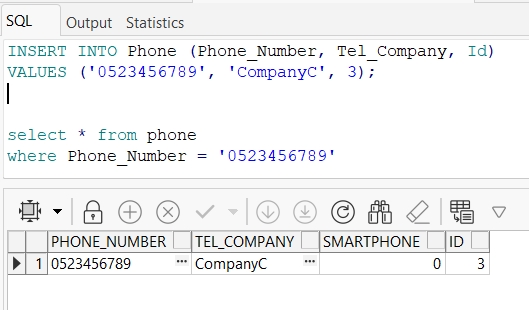 SQL Output Statistics
INSERT INTO Phone (Phone_Number, Tel_Company, Id)
VALUES ('0523456789', 'CompanyC', 3);
select * from phone
where Phone_Number = '0523456789'
PHONE_NUMBER TEL_COMPANY SMARTPHONE ID
1 0523456789 ... CompanyC ... 0 3